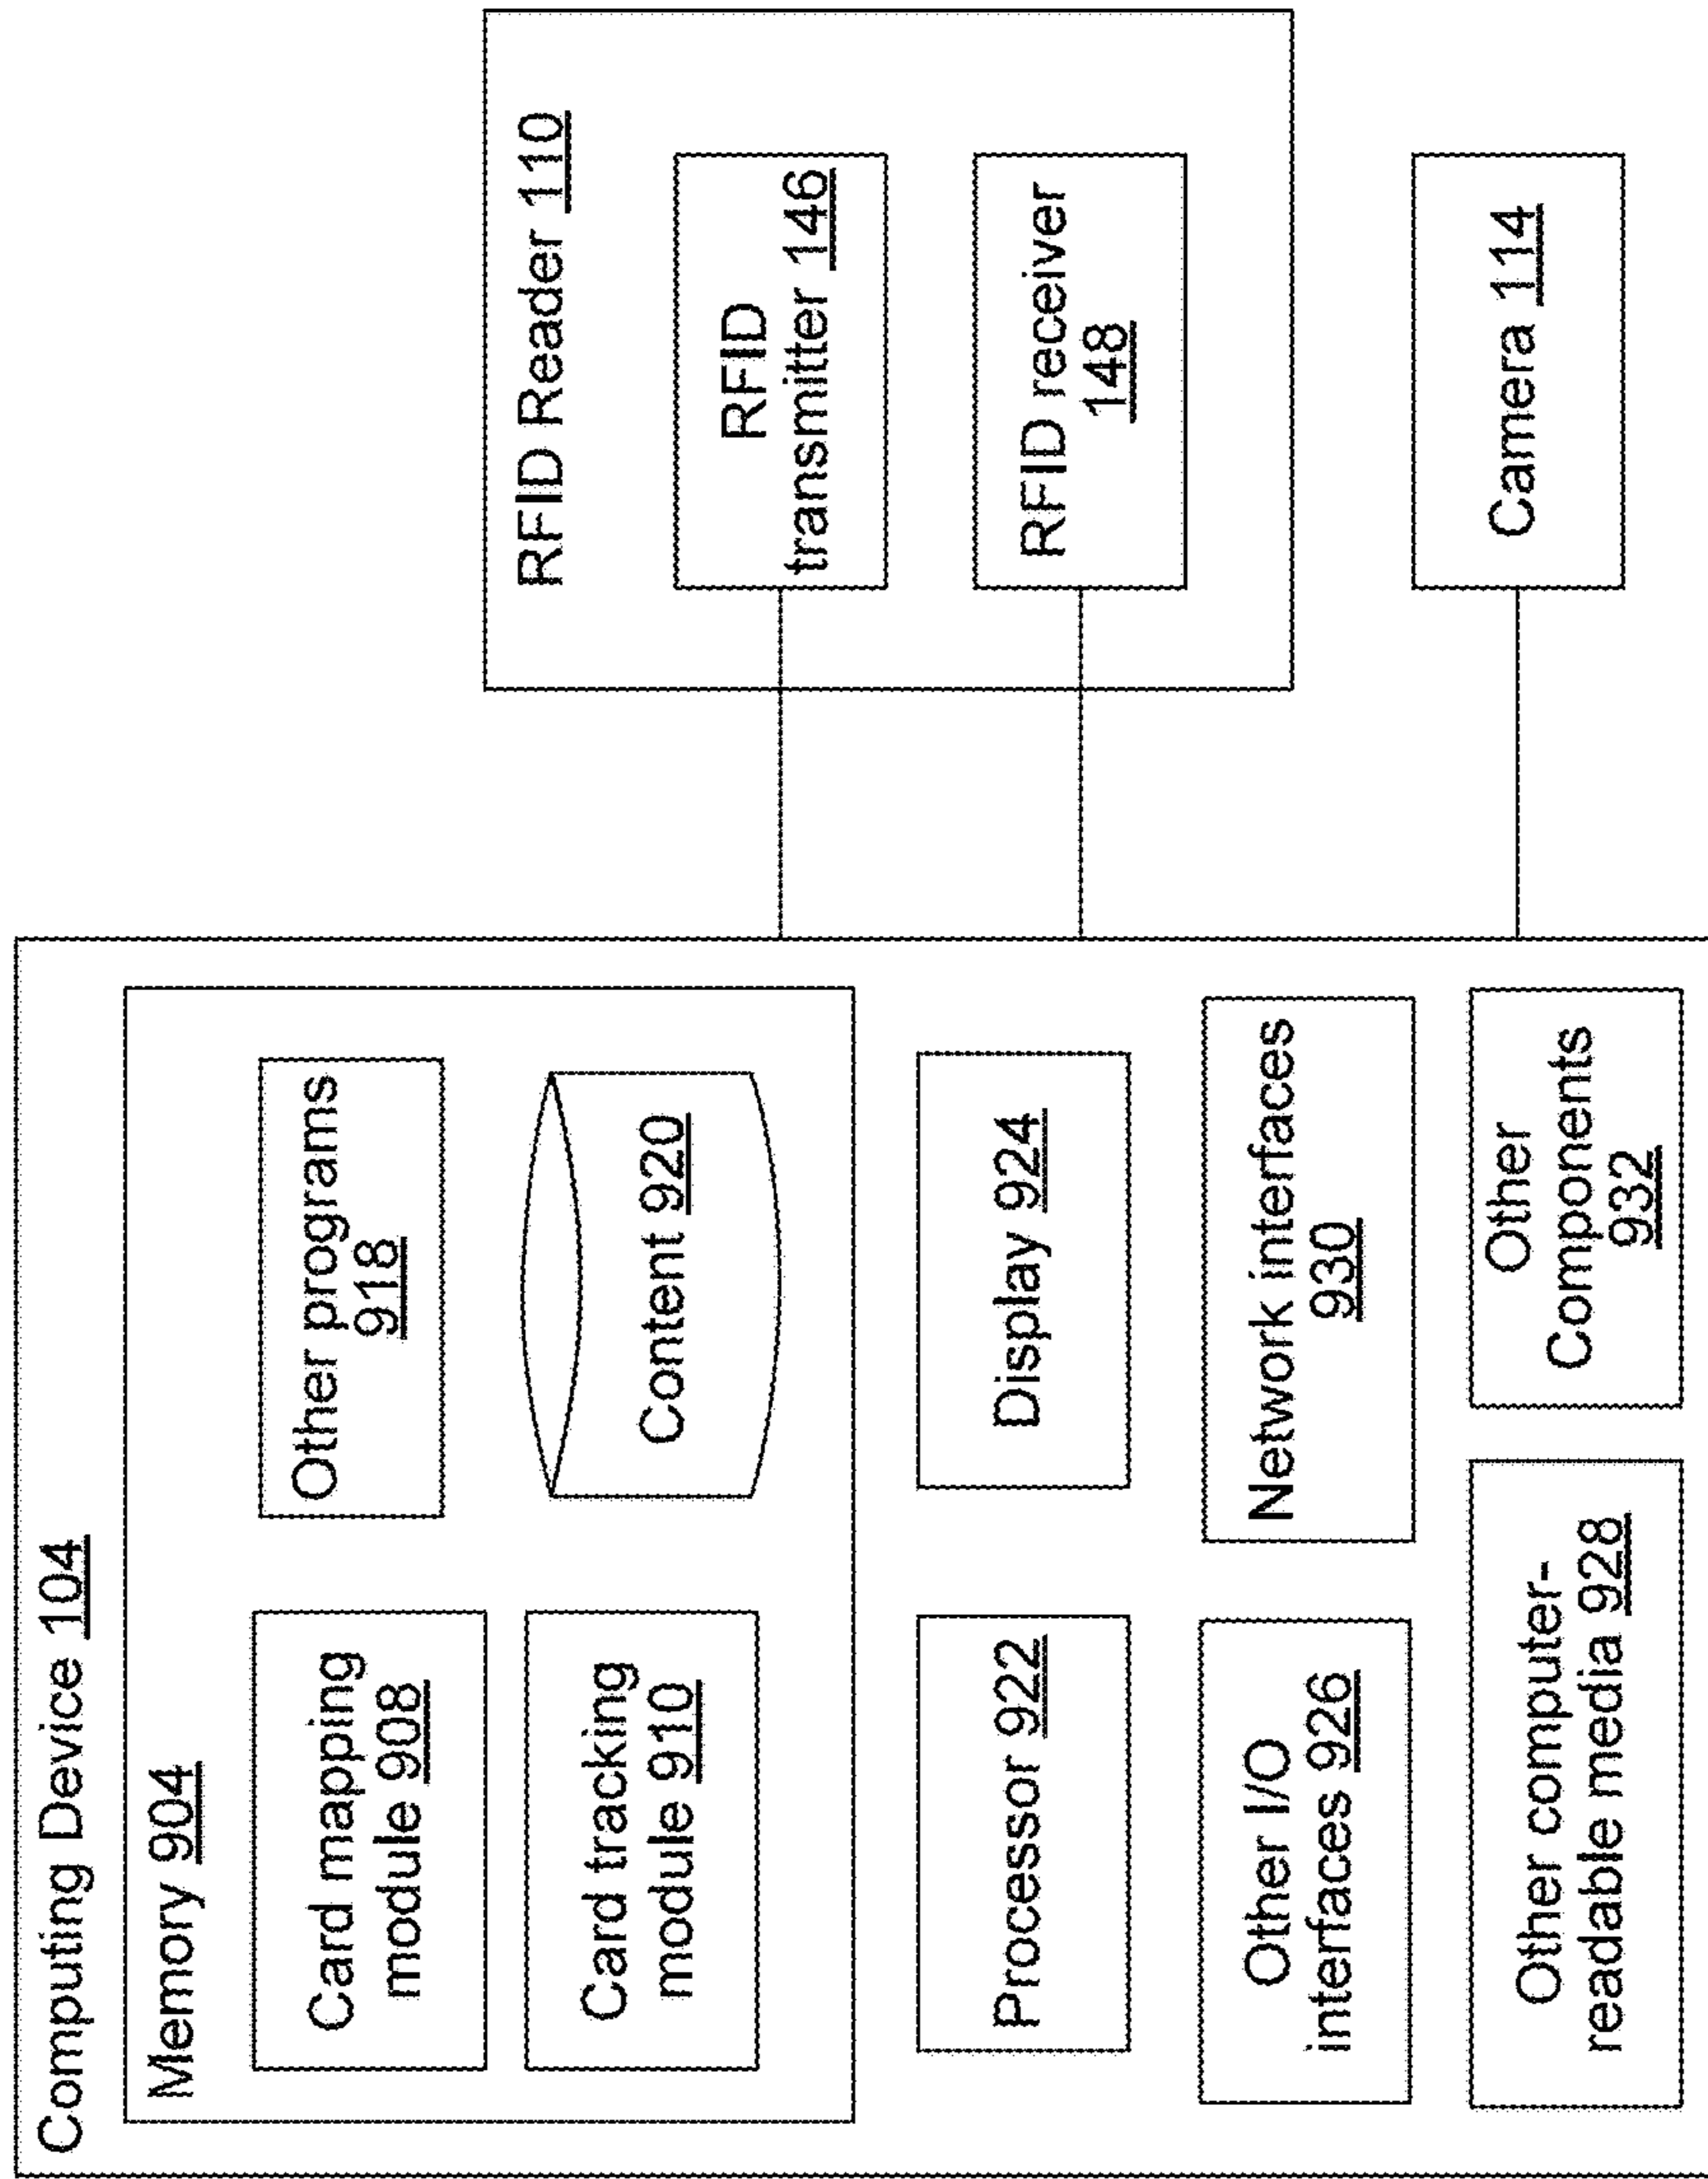 Computing Device 104
Memory 904
Card mapping
module 908
Other programs
918
Card tracking
module 910
Content 920
Processor 922
Display 924
Other I/O
interfaces 926
Network interfaces
930
Other computer-
readable media 928
Other
Components
932
RFID Reader 110
RFID
transmitter 146
RFID receiver
148
Camera 114